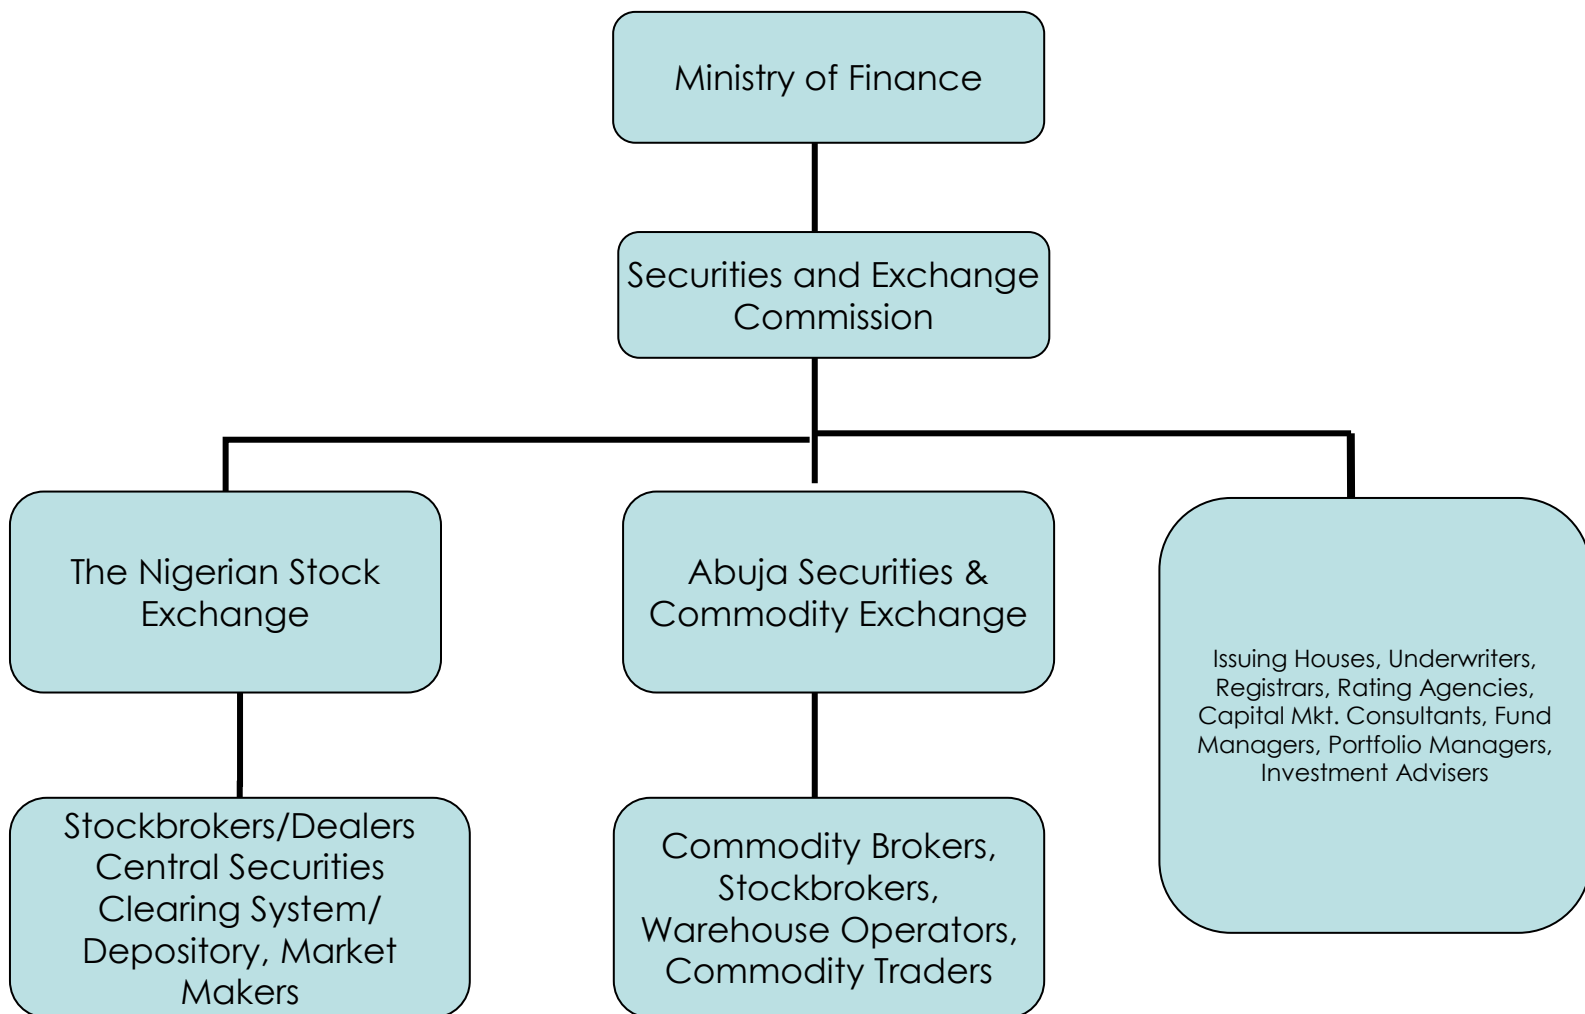 Ministry of Finance
Securities and Exchange
Commission
The Nigerian Stock
Exchange
Abuja Securities &
Commodity Exchange
Issuing Houses, Underwriters,
Registrars, Rating Agencies,
Capital Mkt. Consultants, Fund
Managers, Portfolio Managers,
Investment Advisers
Stockbrokers/Dealers
Central Securities
Clearing System/
Depository, Market
Makers
Commodity Brokers,
Stockbrokers,
Warehouse Operators,
Commodity Traders